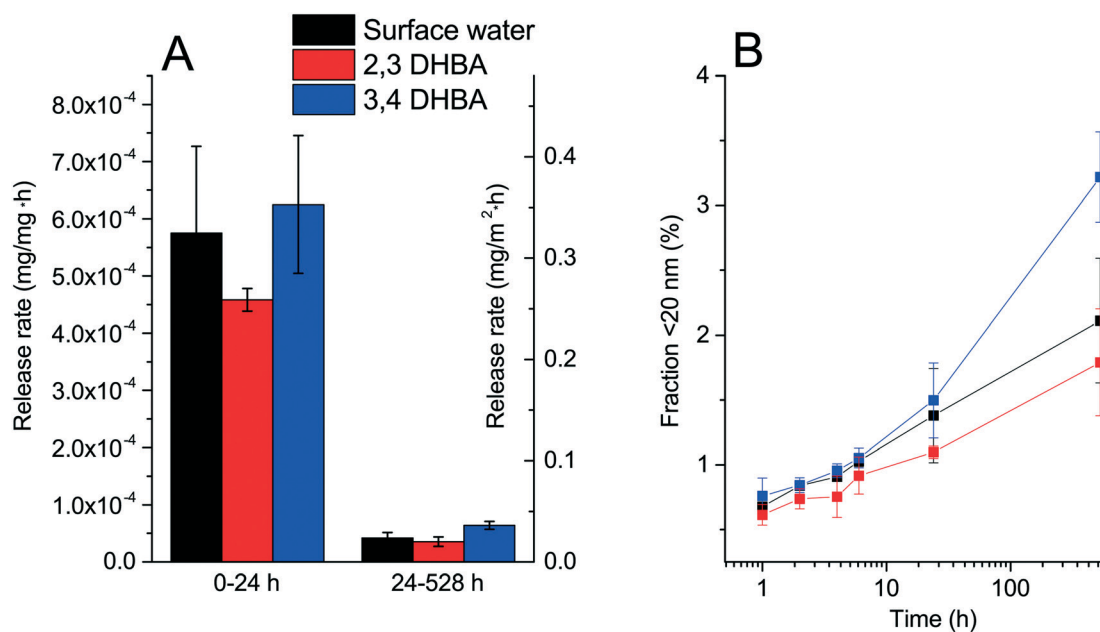 A
Surface water
2,3 DHBA
3,4 DHBA
Release rate (mg/mg*h)
8.0x10⁻⁴
7.0x10⁻⁴
6.0x10⁻⁴
5.0x10⁻⁴
4.0x10⁻⁴
3.0x10⁻⁴
2.0x10⁻⁴
1.0x10⁻⁴
0.0
0-24 h
24-528 h
Release rate (mg/m²*h)
0.4
0.3
0.2
0.1
0.0
B
Fraction <20 nm (%)
4
3
2
1
1
10
100
Time (h)